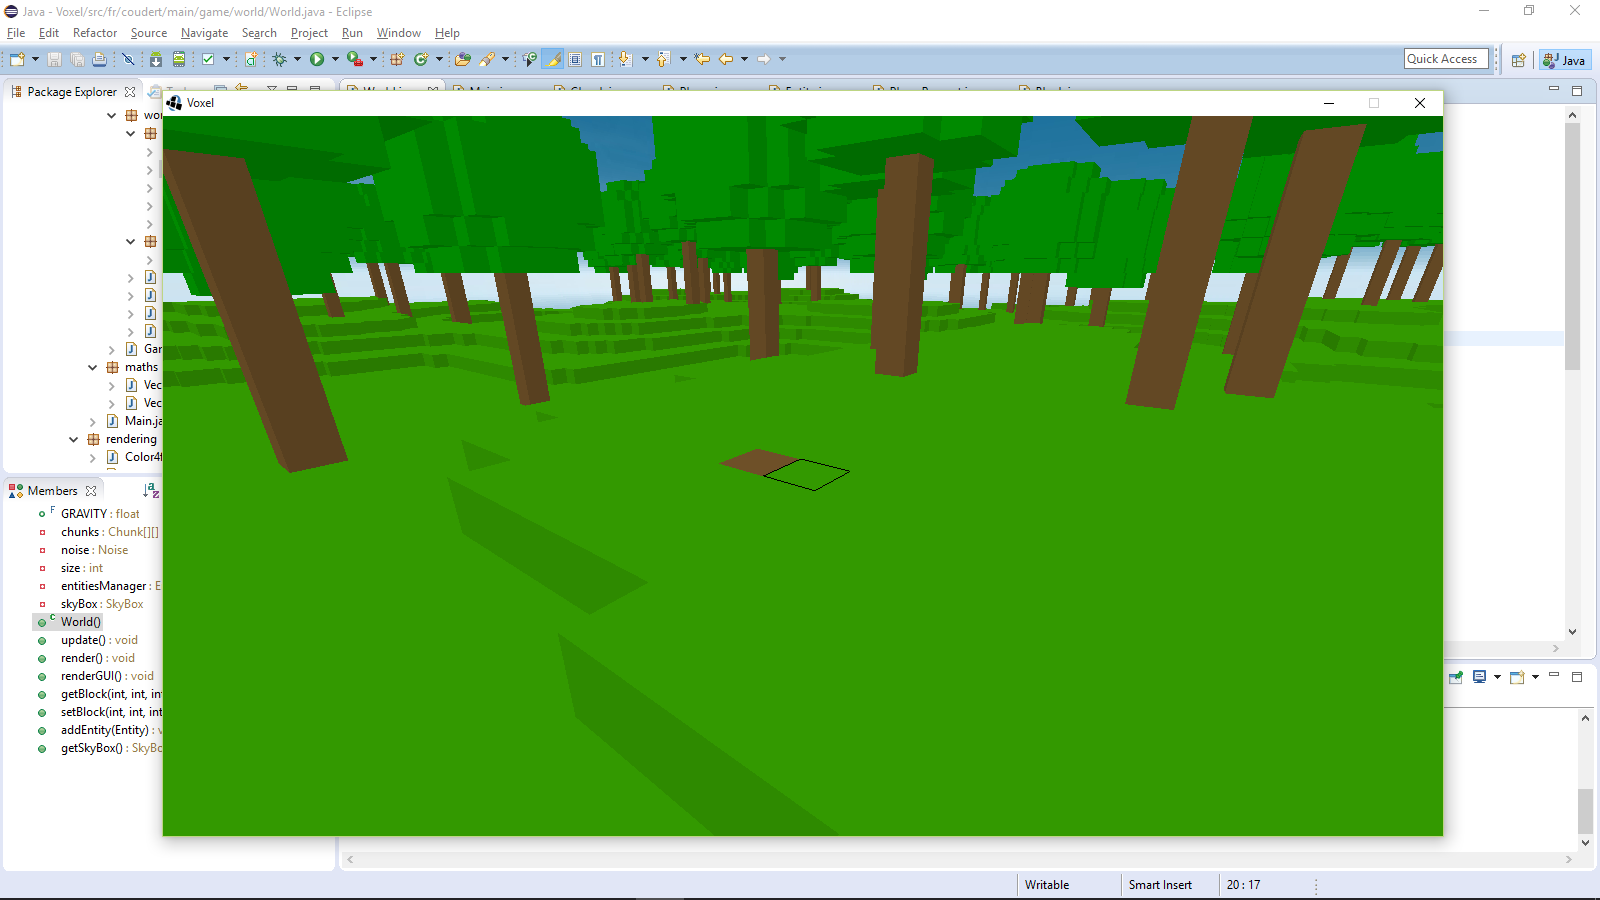 Java - Voxel/src/fr/coudert/main/game/world/World.java - Eclipse
File Edit Refactor Source Navigate Search Project Run Window Help
Quick Access
Java
Package Explorer
Voxel
Gar
maths
Vec
Vec
Main.ja
rendering
Color4f
Members
GRAVITY : float
chunks : Chunk[][]
noise : Noise
size : int
entitiesManager : E
skyBox : SkyBox
World()
update() : void
render() : void
renderGUI() : void
getBlock(int, int, int
setBlock(int, int, int
addEntity(Entity) : v
getSkyBox() : SkyBo
Writable
Smart Insert
20 : 17